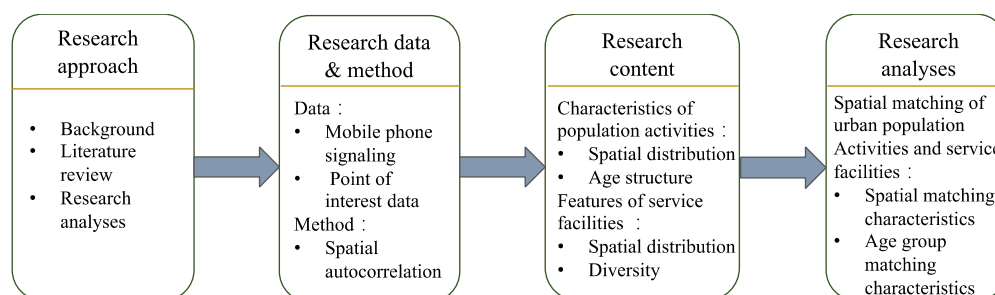 Research
approach
• Background
• Literature
review
• Research
analyses
Research data
& method
Data：
• Mobile phone
signaling
• Point of
interest data
Method：
• Spatial
autocorrelation
Research
content
Characteristics of
population activities：
• Spatial distribution
• Age structure
Features of service
facilities ：
• Spatial distribution
• Diversity
Research
analyses
Spatial matching of
urban population
Activities and service
facilities：
• Spatial matching
characteristics
• Age group
matching
characteristics